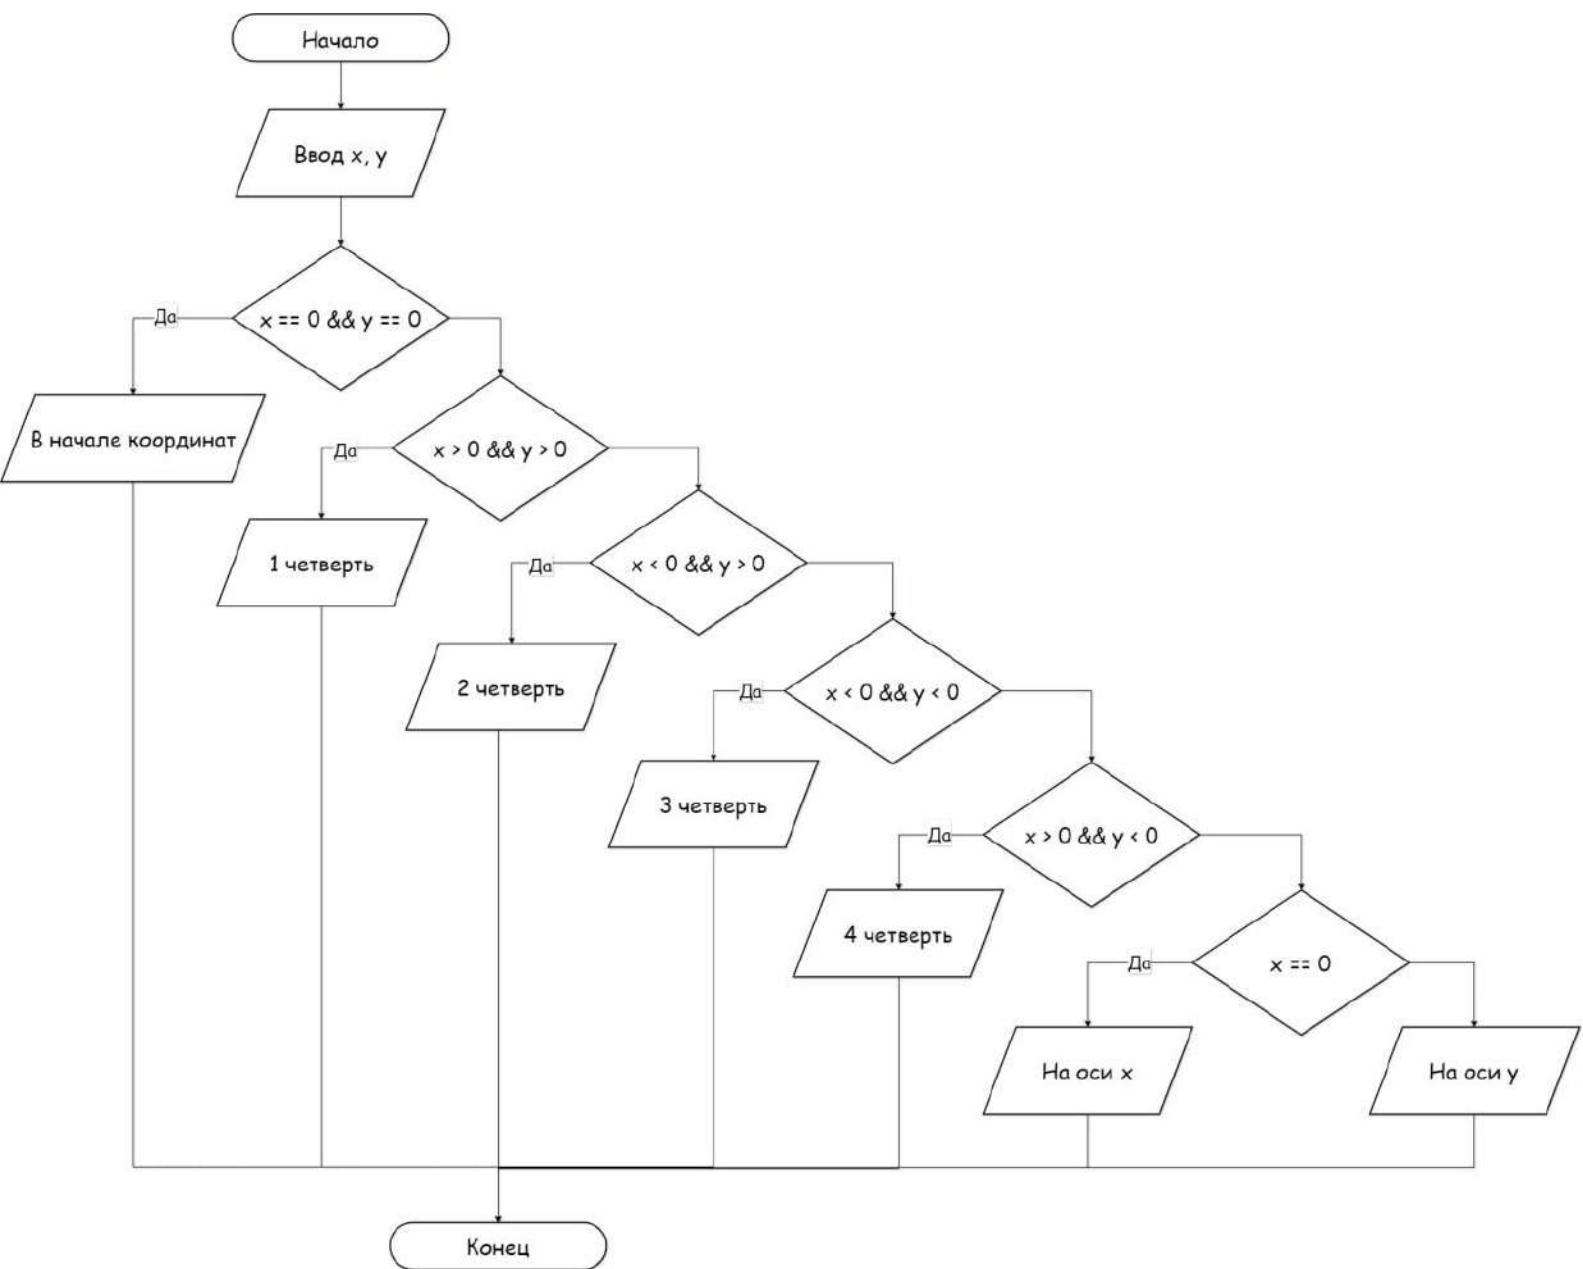 Начало
Ввод x, y
x == 0 && y == 0
Да
В начале координат
x > 0 && y > 0
Да
1 четверть
x < 0 && y > 0
Да
2 четверть
x < 0 && y < 0
Да
3 четверть
x > 0 && y < 0
Да
4 четверть
x == 0
Да
На оси x
На оси y
Конец